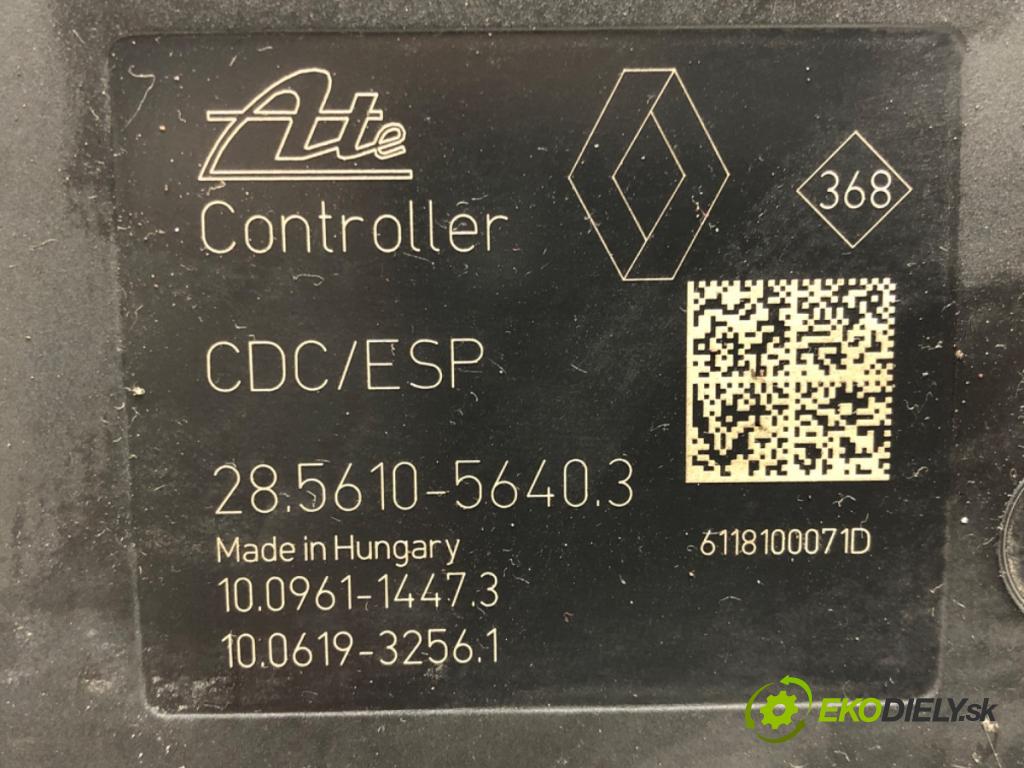 Ate
368
Controller
CDC/ESP
28.5610-5640.3
Made in Hungary
6118100071D
10.0961-1447.3
10.0619-3256.1
EKODIELY.sk